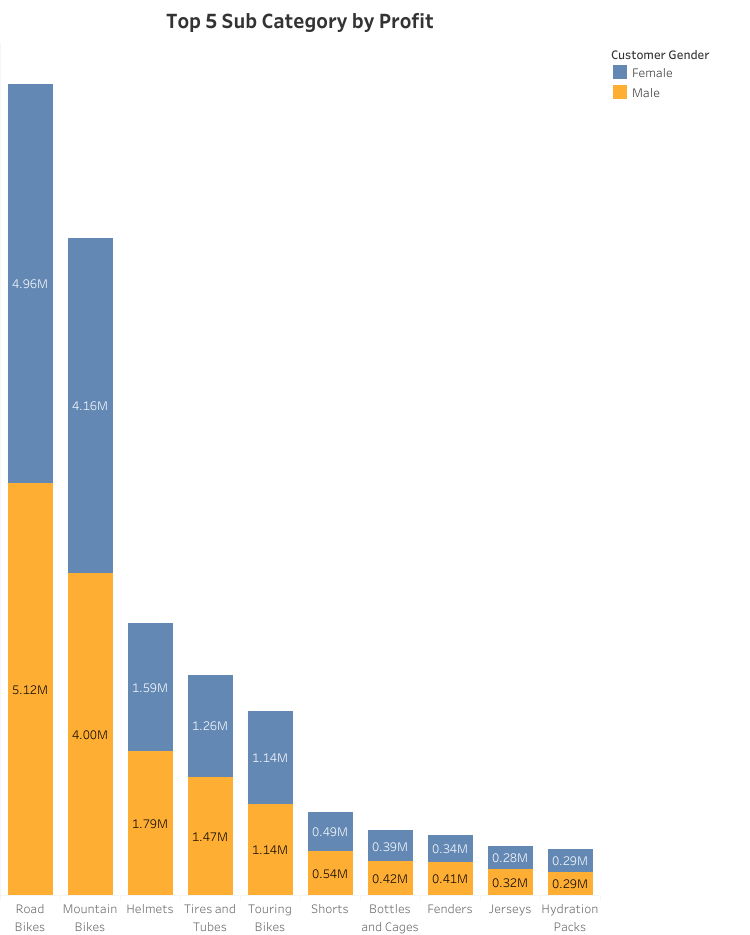 Top 5 Sub Category by Profit
Customer Gender
Female
Male
4.96M
4.16M
5.12M
4.00M
1.59M
1.26M
1.14M
1.79M
1.47M
1.14M
0.49M
0.39M
0.34M
0.28M
0.29M
0.54M
0.42M
0.41M
0.32M
0.29M
Road
Bikes
Mountain
Bikes
Helmets
Tires and
Tubes
Touring
Bikes
Shorts
Bottles
and Cages
Fenders
Jerseys
Hydration
Packs